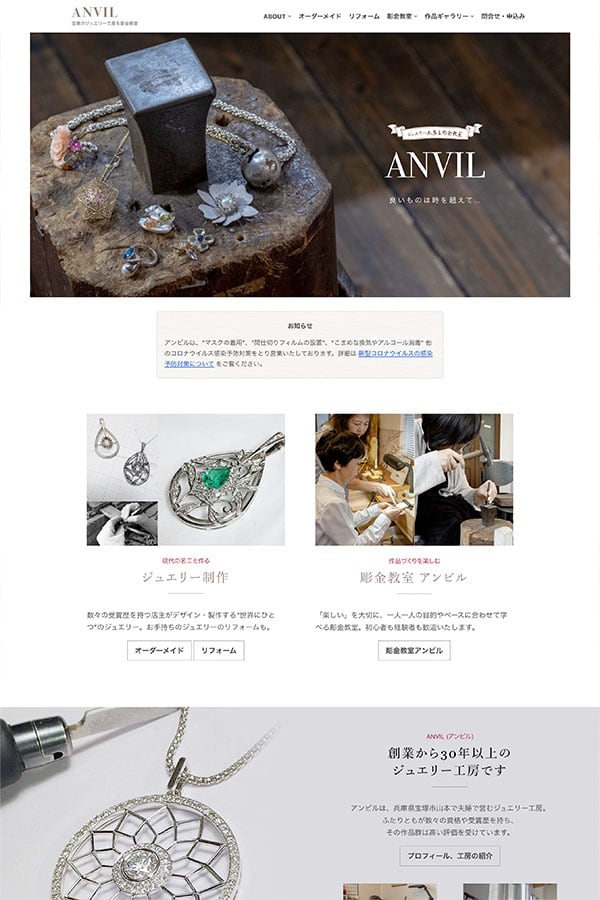 ANVIL
宝塚のジュエリー工房＆彫金教室
ABOUT オーダーメイド リフォーム 彫金教室 作品ギャラリー 問合せ・申込み
ジュエリー工房＆彫金教室
ANVIL
良いものは時を超えて…
お知らせ
アンビルは、"マスクの着用"、"間仕切りフィルムの設置"、"こまめな換気やアルコール消毒" 他
のコロナウイルス感染予防対策をとり営業いたしております。詳細は 新型コロナウイルスの感染
予防対策について をご覧ください。
現代の名工と作る
ジュエリー制作
数々の受賞歴を持つ店主がデザイン・製作する"世界にひと
つ"のジュエリー。お手持ちのジュエリーのリフォームも。
オーダーメイド リフォーム
作品づくりを楽しむ
彫金教室 アンビル
「楽しい」を大切に、一人一人の目的やペースに合わせて学
べる彫金教室。初心者も経験者も歓迎いたします。
彫金教室アンビル
ANVIL (アンビル)
創業から30年以上の
ジュエリー工房です
アンビルは、兵庫県宝塚市山本で夫婦で営むジュエリー工房。
ふたりともが数々の資格や受賞歴を持ち、
その作品群は高い評価を受けています。
プロフィール、工房の紹介